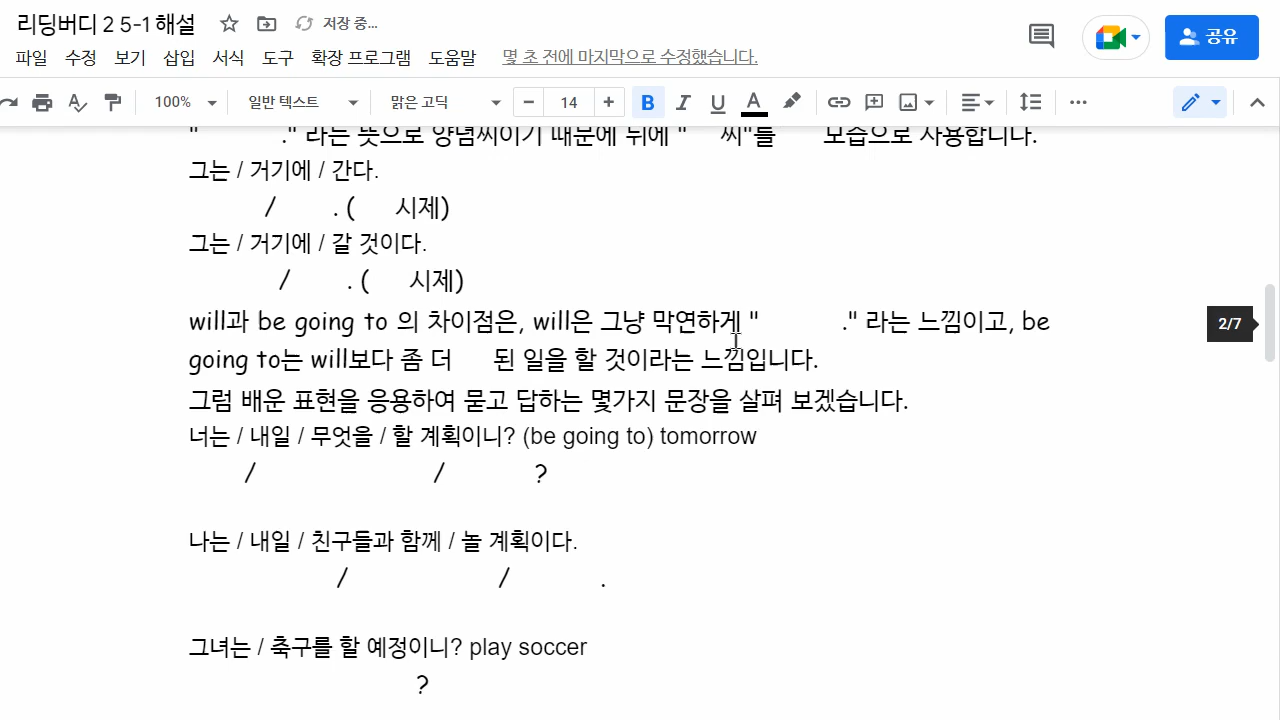 리딩버디 2 5-1 해설 저장 중...
파일 수정 보기 삽입 서식 도구 확장 프로그램 도움말 몇 초 전에 마지막으로 수정했습니다. 공유
100% 일반 텍스트 맑은 고딕 14 B I U A
" ." 라는 뜻으로 양념씨이기 때문에 뒤에 " 씨"를 모습으로 사용합니다.
그는 / 거기에 / 간다.
/ . ( 시제)
그는 / 거기에 / 갈 것이다.
/ . ( 시제)
will과 be going to 의 차이점은, will은 그냥 막연하게 " ." 라는 느낌이고, be
going to는 will보다 좀 더 된 일을 할 것이라는 느낌입니다.
2/7
그럼 배운 표현을 응용하여 묻고 답하는 몇가지 문장을 살펴 보겠습니다.
너는 / 내일 / 무엇을 / 할 계획이니? (be going to) tomorrow
/ / ?
나는 / 내일 / 친구들과 함께 / 놀 계획이다.
/ / .
그녀는 / 축구를 할 예정이니? play soccer
?